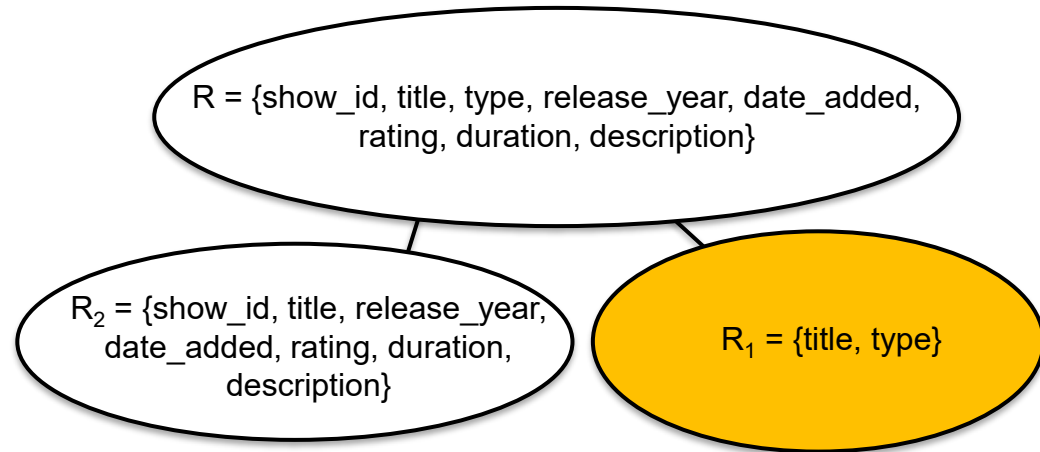 R = {show_id, title, type, release_year, date_added,
rating, duration, description}
R₂ = {show_id, title, release_year,
date_added, rating, duration,
description}
R₁ = {title, type}